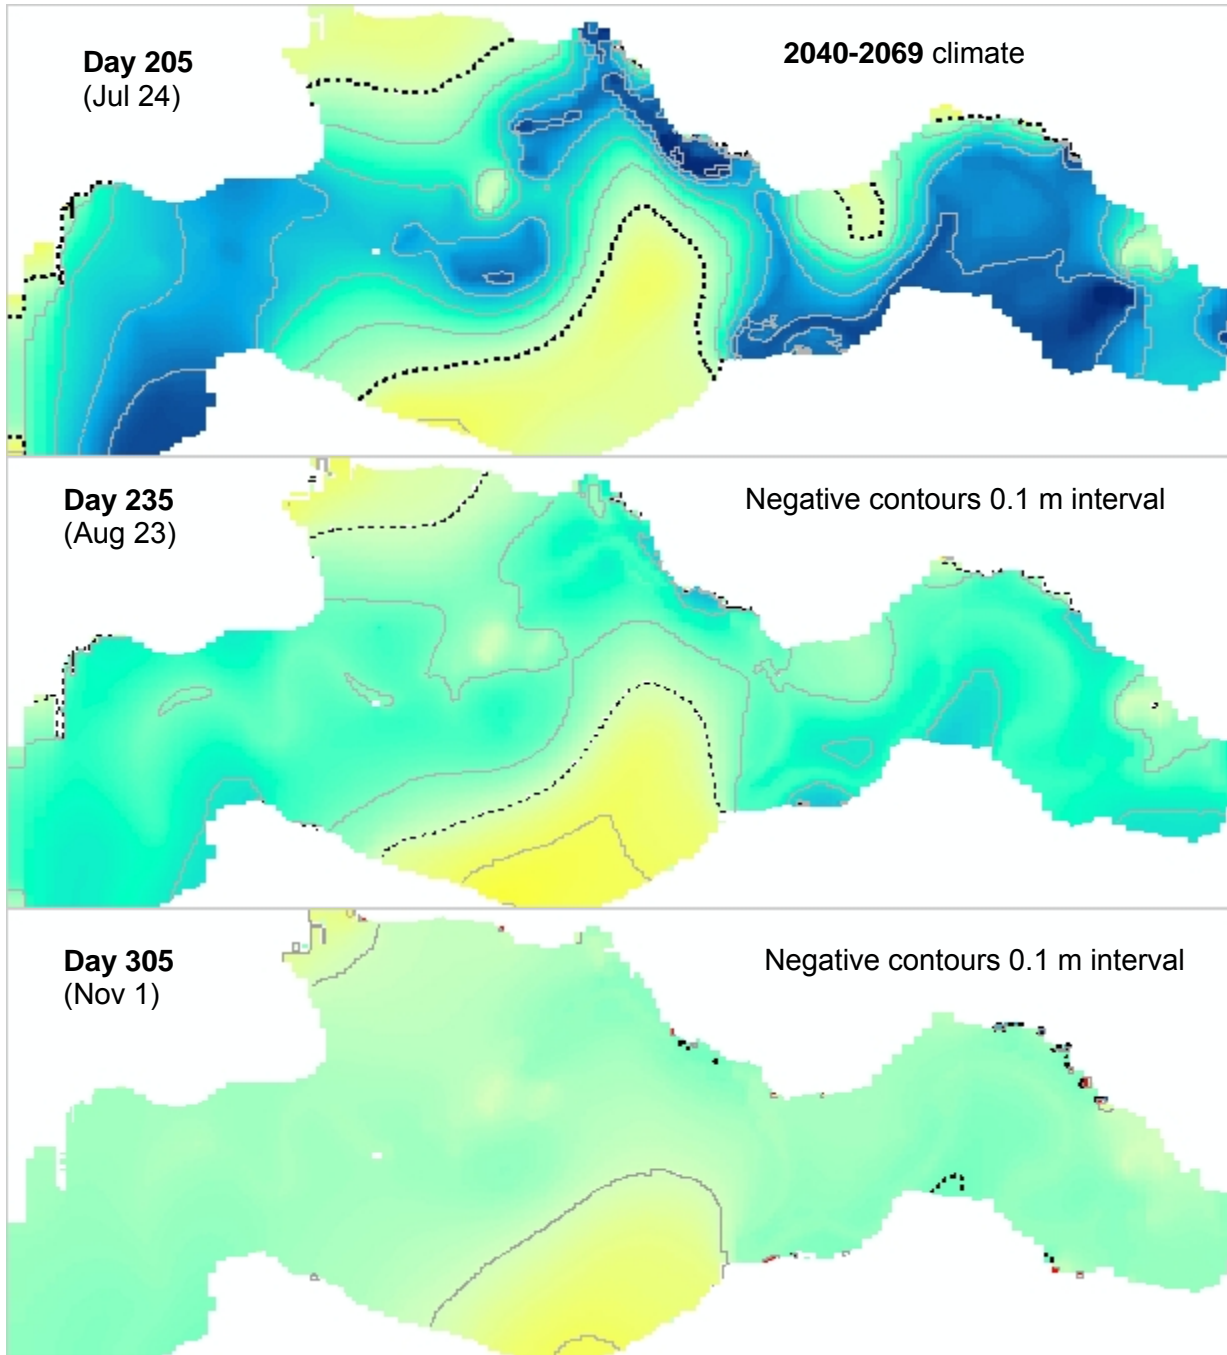 Day 205
(Jul 24)
2040-2069 climate
Day 235
(Aug 23)
Negative contours 0.1 m interval
Day 305
(Nov 1)
Negative contours 0.1 m interval